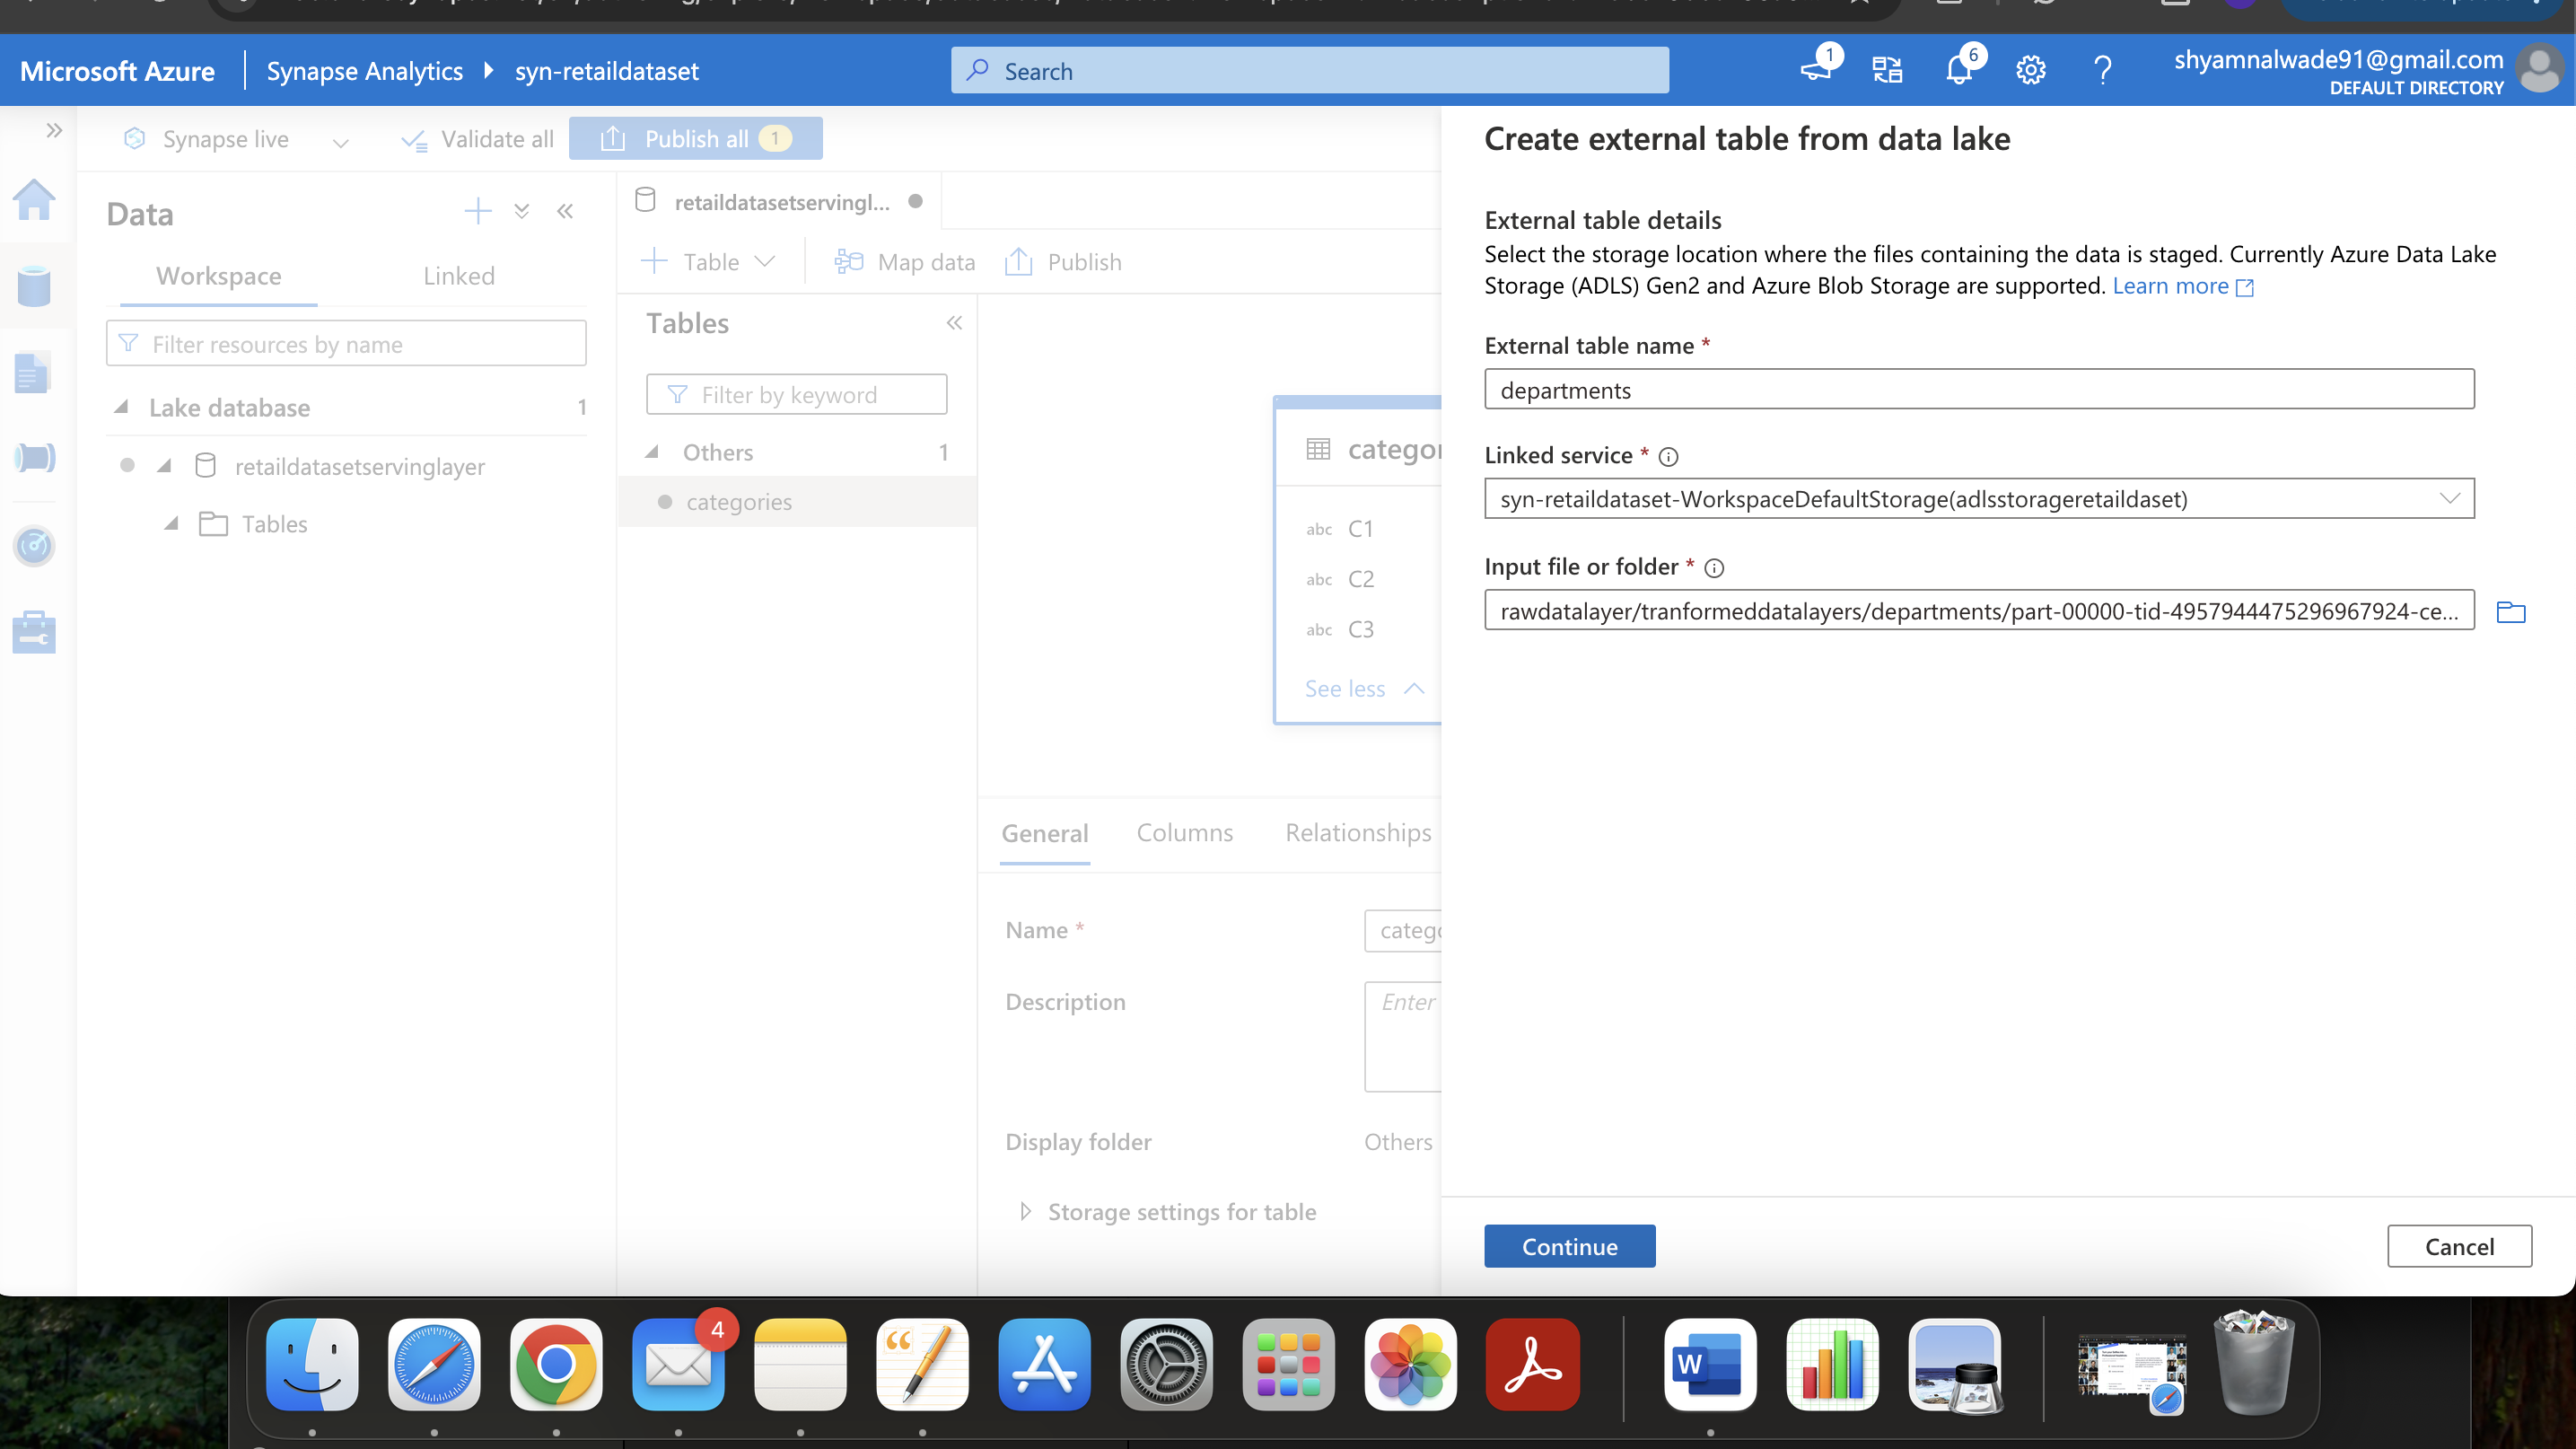 Microsoft Azure
Synapse Analytics
syn-retaildataset
Search
1
6
shyamnalwade91@gmail.com
DEFAULT DIRECTORY
Synapse live
Validate all
Publish all 1
Data
Workspace
Linked
Filter resources by name
Lake database 1
retaildatasetservinglayer
Tables
retaildatasetservingl...
Table
Map data
Publish
Tables
Filter by keyword
Others 1
categories
catego
abc C1
abc C2
abc C3
See less
General
Columns
Relationships
Name *
catego
Description
Enter
Display folder
Others
Storage settings for table
Create external table from data lake
External table details
Select the storage location where the files containing the data is staged. Currently Azure Data Lake
Storage (ADLS) Gen2 and Azure Blob Storage are supported. Learn more
External table name *
departments
Linked service *
syn-retaildataset-WorkspaceDefaultStorage(adlsstorageretaildaset)
Input file or folder *
rawdatalayer/tranformeddatalayers/departments/part-00000-tid-4957944475296967924-ce...
Continue
Cancel
4
W